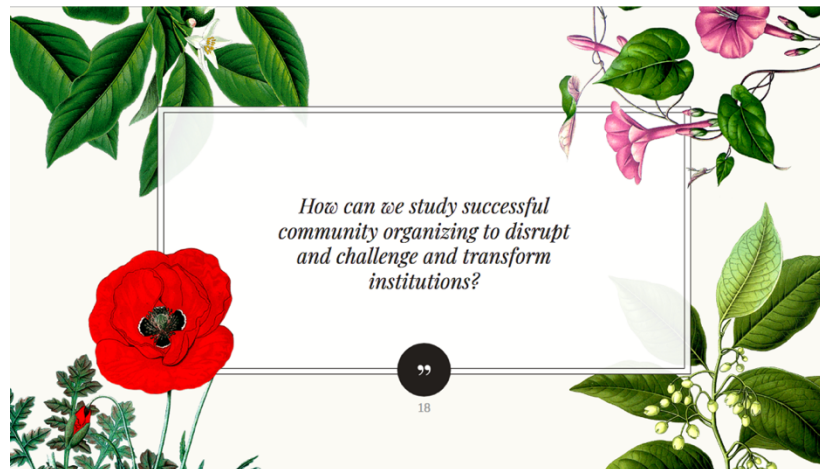 How can we study successful
community organizing to disrupt
and challenge and transform
institutions?
”
18